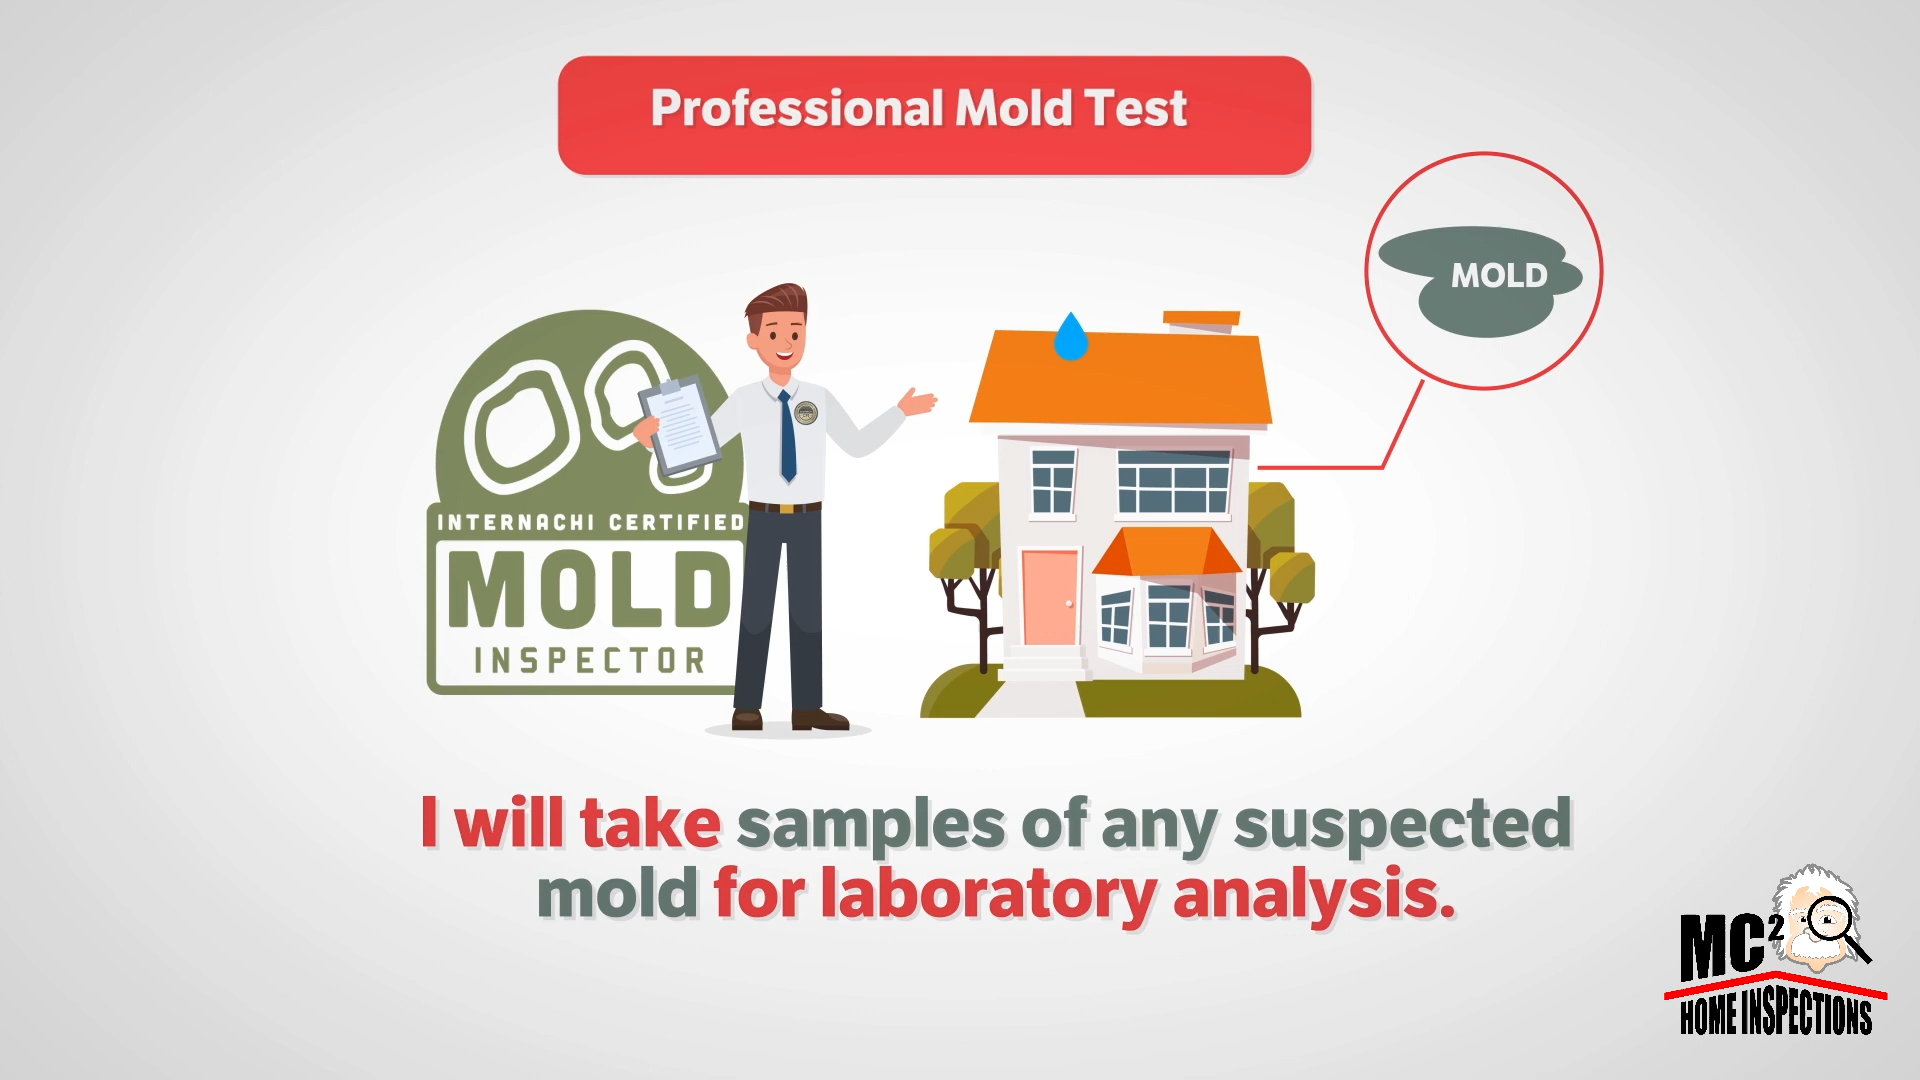 Professional Mold Test
MOLD
INTERNACHI CERTIFIED
MOLD
INSPECTOR
I will take samples of any suspected
mold for laboratory analysis.
MC²
HOME INSPECTIONS